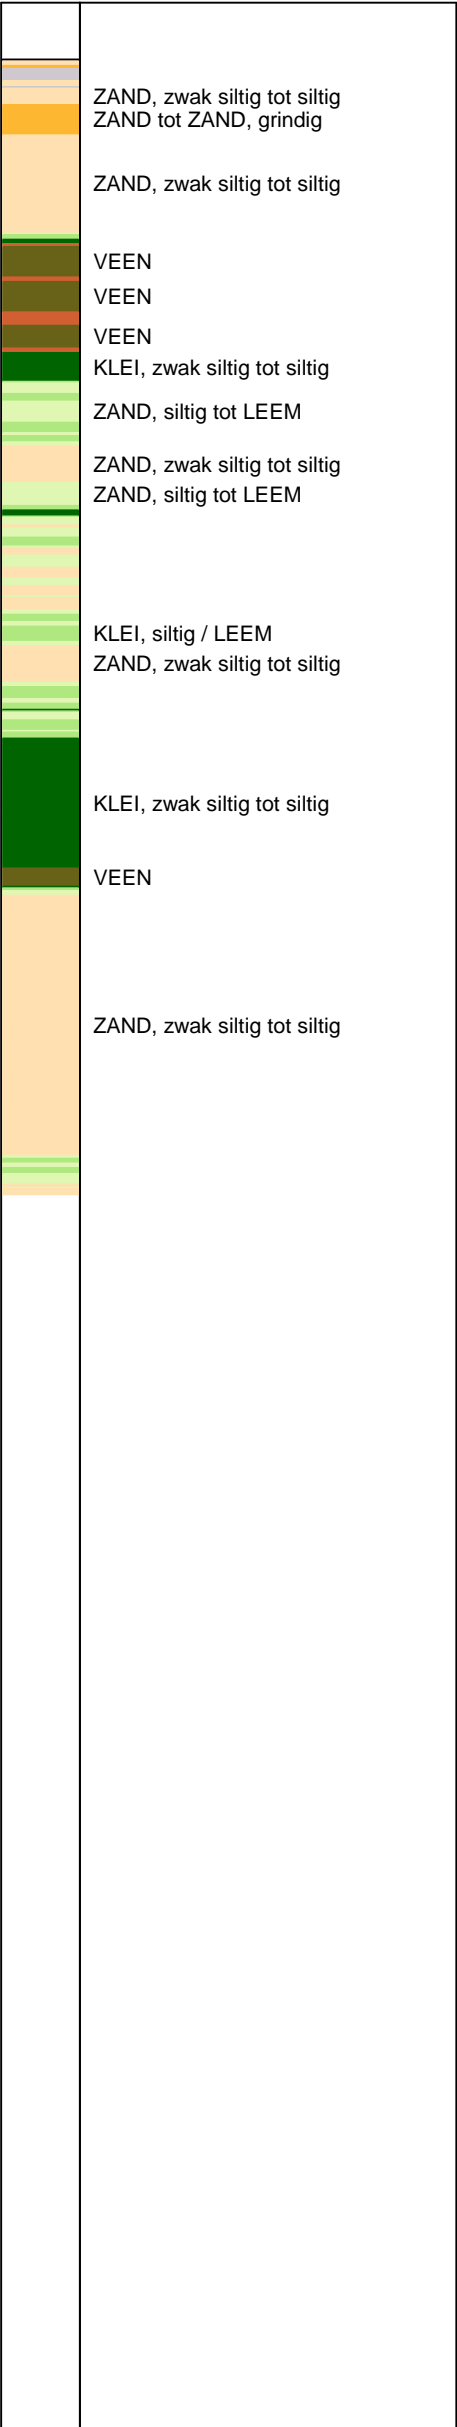 ZAND, zwak siltig tot siltig
ZAND tot ZAND, grindig
ZAND, zwak siltig tot siltig
VEEN
VEEN
VEEN
KLEI, zwak siltig tot siltig
ZAND, siltig tot LEEM
ZAND, zwak siltig tot siltig
ZAND, siltig tot LEEM
KLEI, siltig / LEEM
ZAND, zwak siltig tot siltig
KLEI, zwak siltig tot siltig
VEEN
ZAND, zwak siltig tot siltig